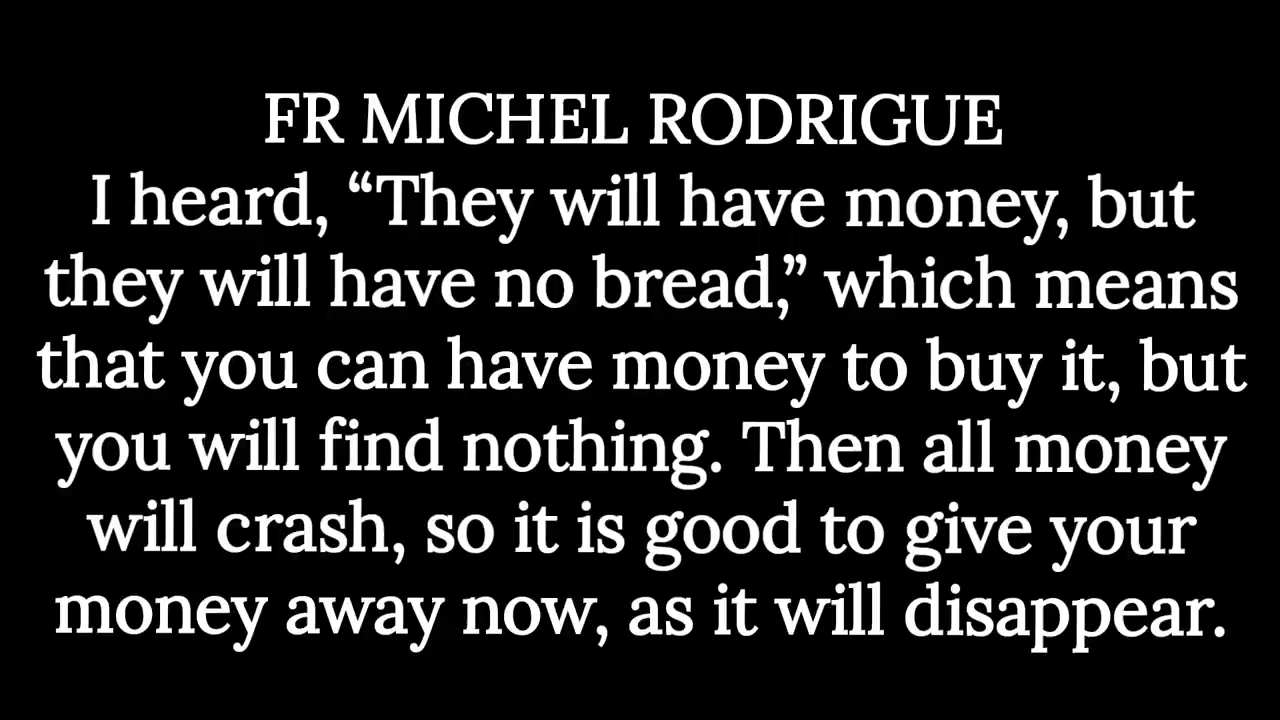 FR MICHEL RODRIGUE
I heard, “They will have money, but
they will have no bread,” which means
that you can have money to buy it, but
you will find nothing. Then all money
will crash, so it is good to give your
money away now, as it will disappear.